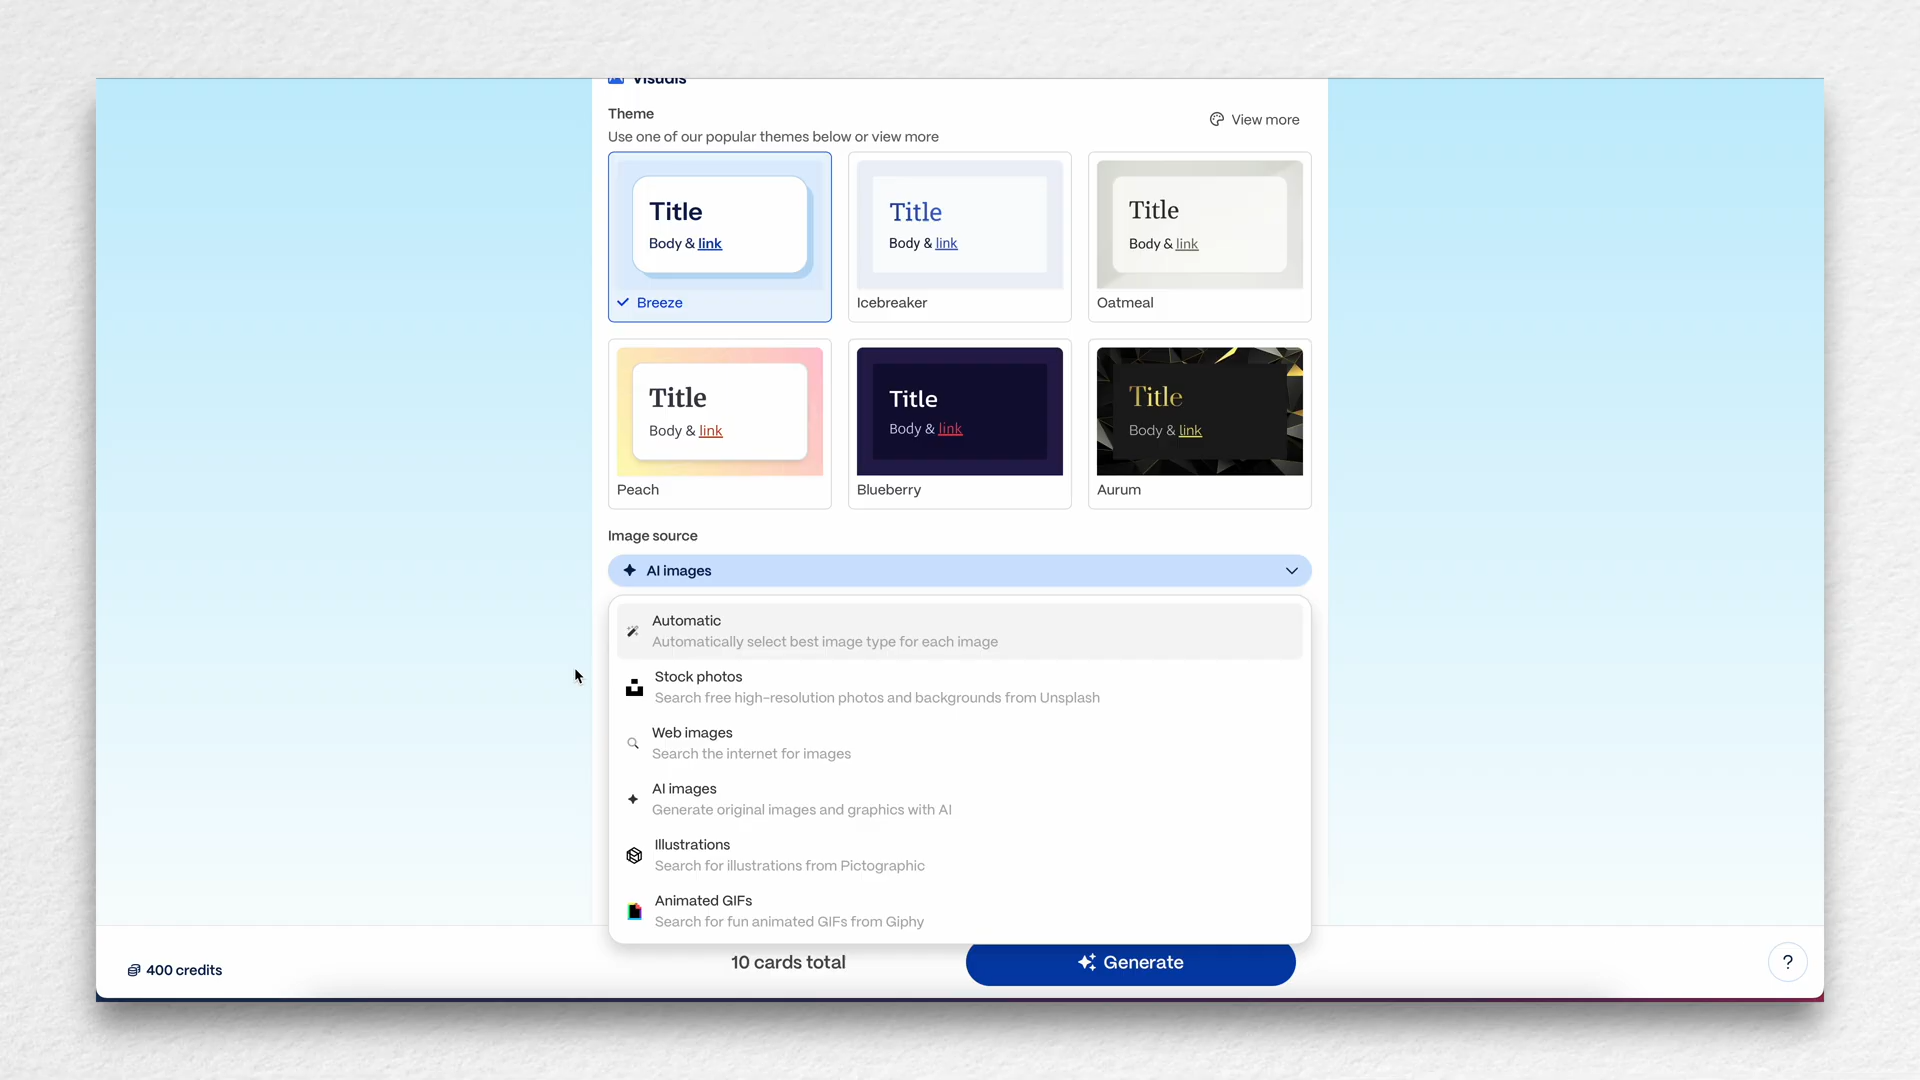 Visuals
Theme
View more
Use one of our popular themes below or view more
Title
Body & link
Breeze
Title
Body & link
Icebreaker
Title
Body & link
Oatmeal
Title
Body & link
Peach
Title
Body & link
Blueberry
Title
Body & link
Aurum
Image source
AI images
Automatic
Automatically select best image type for each image
Stock photos
Search free high-resolution photos and backgrounds from Unsplash
Web images
Search the internet for images
AI images
Generate original images and graphics with AI
Illustrations
Search for illustrations from Pictographic
Animated GIFs
Search for fun animated GIFs from Giphy
400 credits
10 cards total
Generate
?